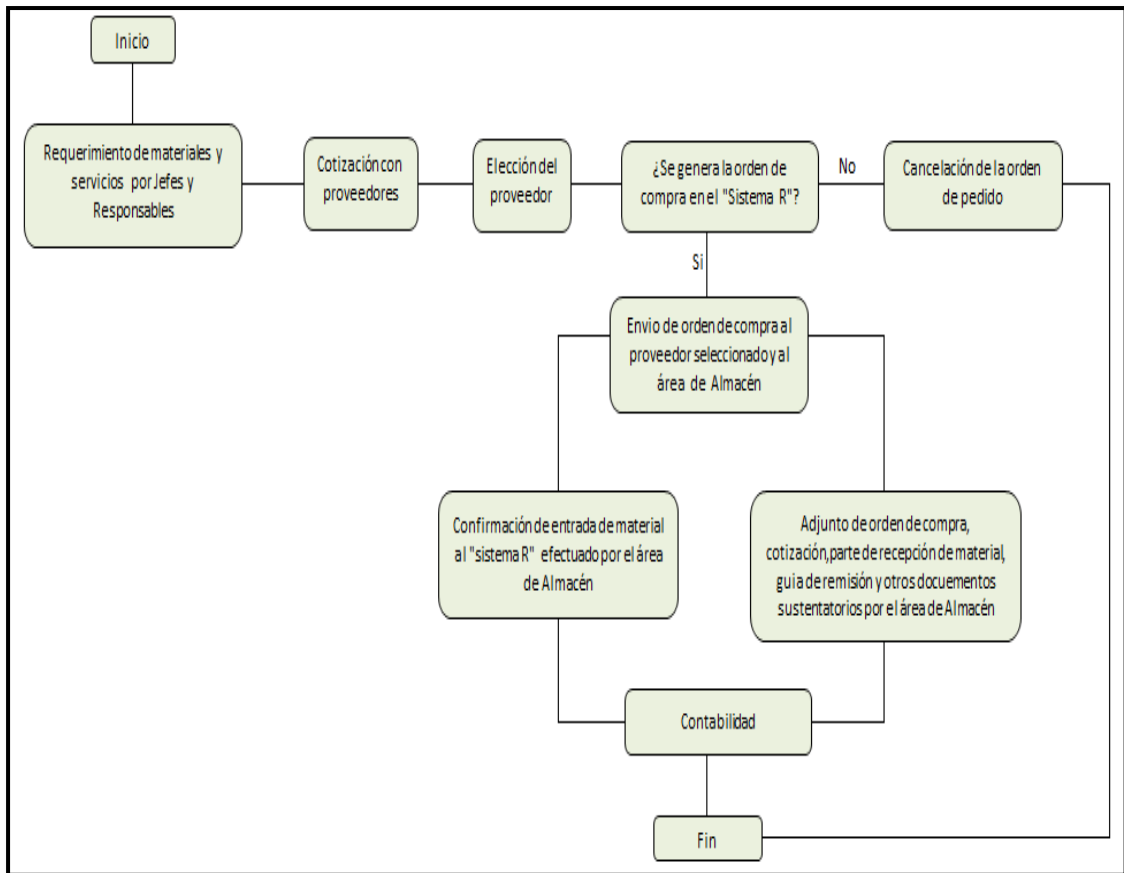 Inicio
Requerimiento de materiales y
servicios por Jefes y
Responsables
Cotización con
proveedores
Elección del
proveedor
¿Se genera la orden de
compra en el "Sistema R"?
No
Cancelación de la orden
de pedido
Si
Envio de orden de compra al
proveedor seleccionado y al
área de Almacén
Confirmación de entrada de material
al "sistema R" efectuado por el área
de Almacén
Adjunto de orden de compra,
cotización, parte de recepción de material,
guia de remisión y otros docuementos
sustentatorios por el área de Almacén
Contabilidad
Fin